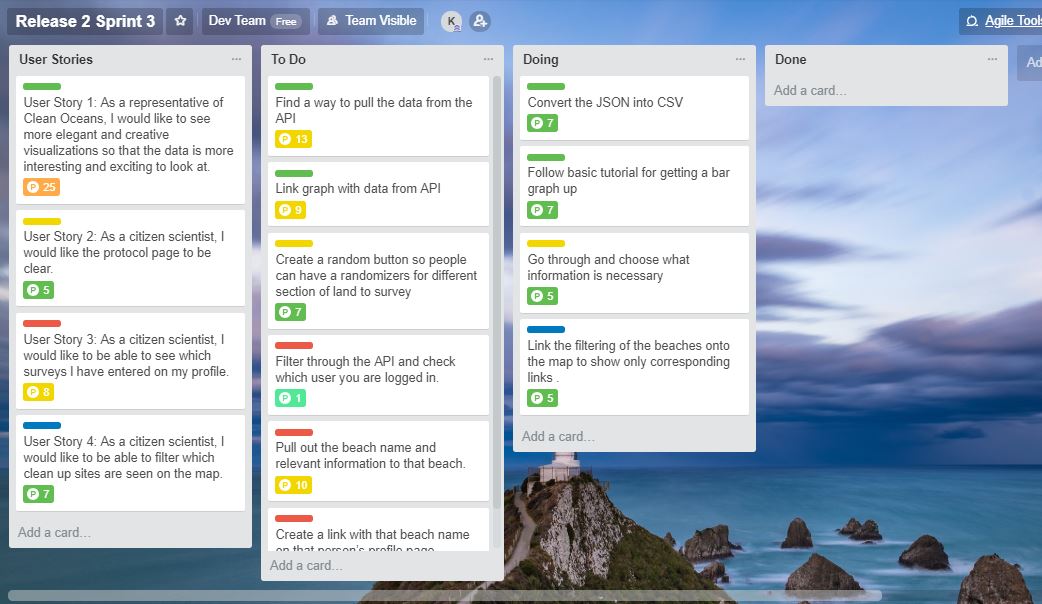 Release 2 Sprint 3
Dev Team Free
Team Visible
K
Agile Tools
User Stories
User Story 1: As a representative of
Clean Oceans, I would like to see
more elegant and creative
visualizations so that the data is more
interesting and exciting to look at.
P 25
User Story 2: As a citizen scientist, I
would like the protocol page to be
clear.
P 5
User Story 3: As a citizen scientist, I
would like to be able to see which
surveys I have entered on my profile.
P 8
User Story 4: As a citizen scientist, I
would like to be able to filter which
clean up sites are seen on the map.
P 7
Add a card...
To Do
Find a way to pull the data from the
API
P 13
Link graph with data from API
P 9
Create a random button so people
can have a randomizers for different
section of land to survey
P 7
Filter through the API and check
which user you are logged in.
P 1
Pull out the beach name and
relevant information to that beach.
P 10
Create a link with that beach name
on that person's profile page
Add a card...
Doing
Convert the JSON into CSV
P 7
Follow basic tutorial for getting a bar
graph up
P 7
Go through and choose what
information is necessary
P 5
Link the filtering of the beaches onto
the map to show only corresponding
links .
P 5
Add a card...
Done
Add a card...
Ad